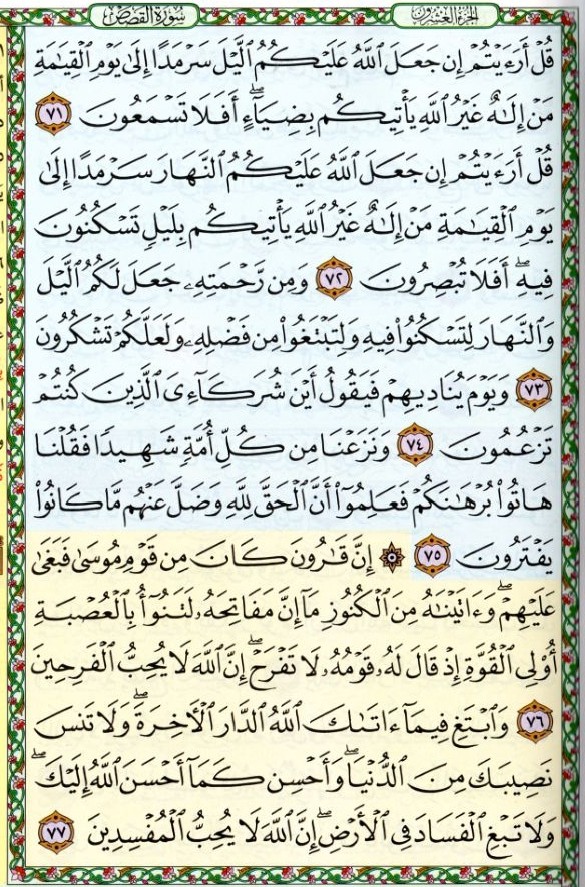 الجزء العشرون
سورة القصص
قُلْ أَرَءَيْتُمْ إِن جَعَلَ ٱللَّهُ عَلَيْكُمُ ٱلَّيْلَ سَرْمَدًا إِلَىٰ يَوْمِ ٱلْقِيَٰمَةِ
مَنْ إِلَٰهٌ غَيْرُ ٱللَّهِ يَأْتِيكُم بِضِيَآءٍ ۖ أَفَلَا تَسْمَعُونَ ٧١
قُلْ أَرَءَيْتُمْ إِن جَعَلَ ٱللَّهُ عَلَيْكُمُ ٱلنَّهَارَ سَرْمَدًا إِلَىٰ
يَوْمِ ٱلْقِيَٰمَةِ مَنْ إِلَٰهٌ غَيْرُ ٱللَّهِ يَأْتِيكُم بِلَيْلٍ تَسْكُنُونَ
فِيهِ ۖ أَفَلَا تُبْصِرُونَ ٧٢ وَمِن رَّحْمَتِهِۦ جَعَلَ لَكُمُ ٱلَّيْلَ
وَٱلنَّهَارَ لِتَسْكُنُوا۟ فِيهِ وَلِتَبْتَغُوا۟ مِن فَضْلِهِۦ وَلَعَلَّكُمْ تَشْكُرُونَ
٧٣ وَيَوْمَ يُنَادِيهِمْ فَيَقُولُ أَيْنَ شُرَكَآءِىَ ٱلَّذِينَ كُنتُمْ
تَزْعُمُونَ ٧٤ وَنَزَعْنَا مِن كُلِّ أُمَّةٍ شَهِيدًا فَقُلْنَا
هَاتُوا۟ بُرْهَٰنَكُمْ فَعَلِمُوٓا۟ أَنَّ ٱلْحَقَّ لِلَّهِ وَضَلَّ عَنْهُم مَّا كَانُوا۟
يَفْتَرُونَ ٧٥ ۞ إِنَّ قَٰرُونَ كَانَ مِن قَوْمِ مُوسَىٰ فَبَغَىٰ
عَلَيْهِمْ ۖ وَءَاتَيْنَٰهُ مِنَ ٱلْكُنُوزِ مَآ إِنَّ مَفَاتِحَهُۥ لَتَنُوٓأُ بِٱلْعُصْبَةِ
أُو۟لِى ٱلْقُوَّةِ إِذْ قَالَ لَهُۥ قَوْمُهُۥ لَا تَفْرَحْ ۖ إِنَّ ٱللَّهَ لَا يُحِبُّ ٱلْفَرِحِينَ
٧٦ وَٱبْتَغِ فِيمَآ ءَاتَىٰكَ ٱللَّهُ ٱلدَّارَ ٱلْءَاخِرَةَ ۖ وَلَا تَنسَ
نَصِيبَكَ مِنَ ٱلدُّنْيَا ۖ وَأَحْسِن كَمَآ أَحْسَنَ ٱللَّهُ إِلَيْكَ ۖ
وَلَا تَبْغِ ٱلْفَسَادَ فِى ٱلْأَرْضِ ۖ إِنَّ ٱللَّهَ لَا يُحِبُّ ٱلْمُفْسِدِينَ ٧٧